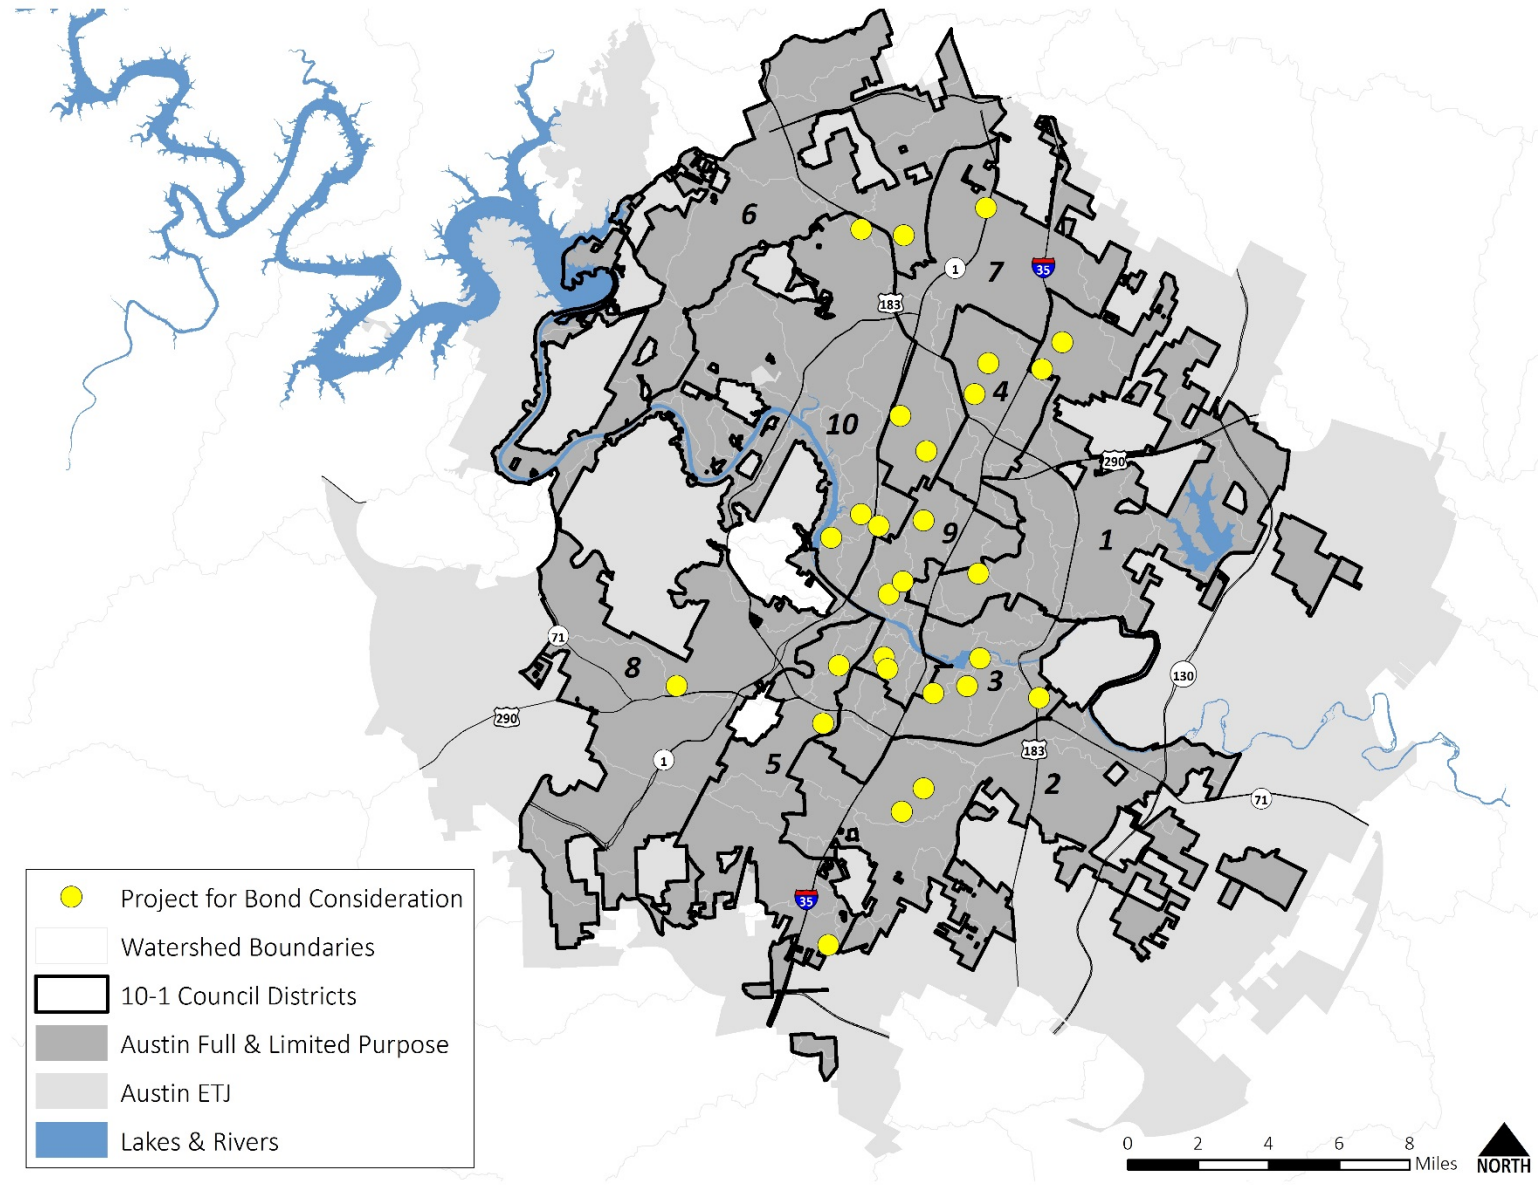 6
1
7
35
183
4
10
290
9
1
71
8
3
130
290
1
5
183
2
71
35
Project for Bond Consideration
Watershed Boundaries
10-1 Council Districts
Austin Full & Limited Purpose
Austin ETJ
Lakes & Rivers
0 2 4 6 8
Miles
NORTH